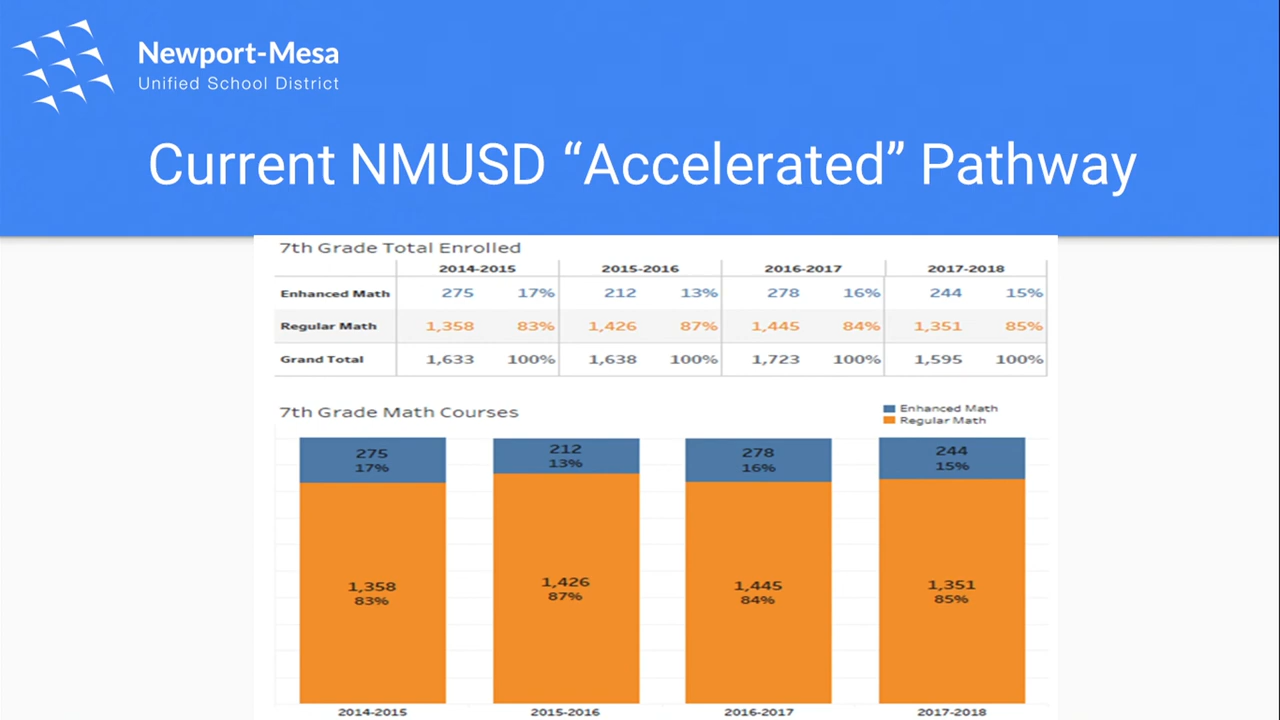 Newport-Mesa
Unified School District
Current NMUSD “Accelerated” Pathway
7th Grade Total Enrolled
2014-2015 2015-2016 2016-2017 2017-2018
Enhanced Math 275 17% 212 13% 278 16% 244 15%
Regular Math 1,358 83% 1,426 87% 1,445 84% 1,351 85%
Grand Total 1,633 100% 1,638 100% 1,723 100% 1,595 100%
7th Grade Math Courses
Enhanced Math
Regular Math
275 212 278 244
17% 13% 16% 15%
1,358 1,426 1,445 1,351
83% 87% 84% 85%
2014-2015 2015-2016 2016-2017 2017-2018